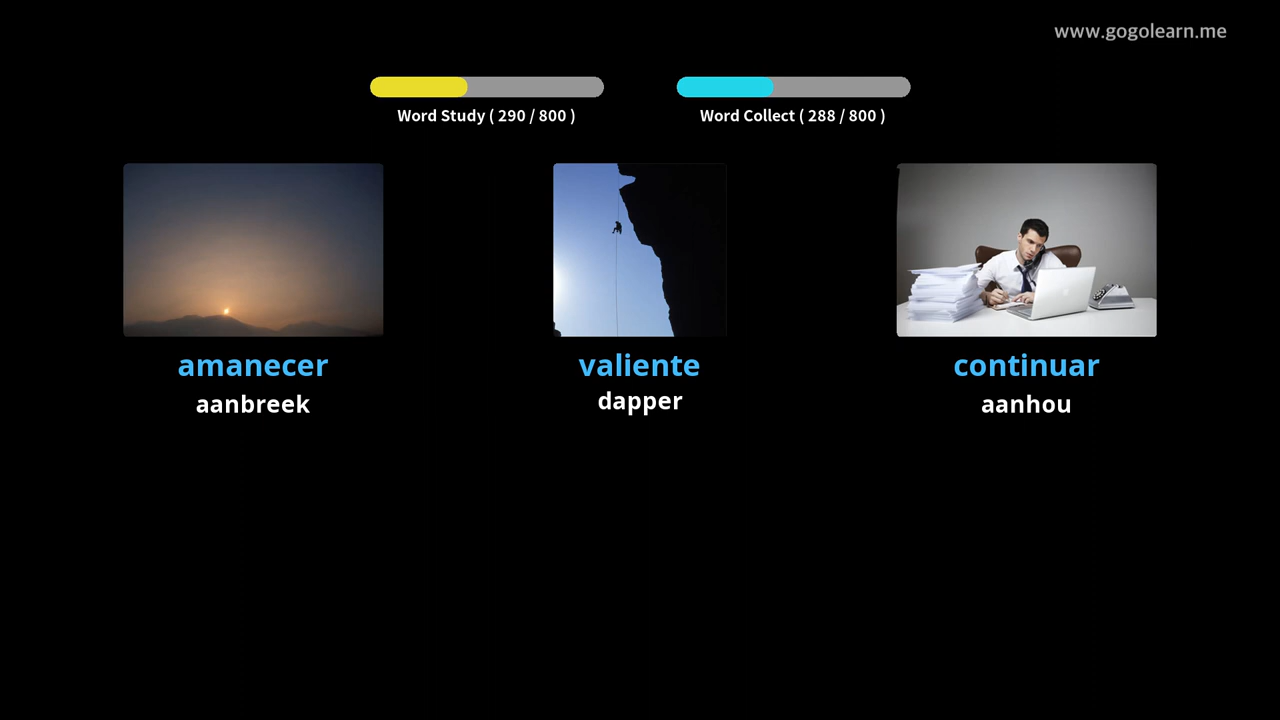 www.gogolearn.me
Word Study ( 290 / 800 )
Word Collect ( 288 / 800 )
amanecer
aanbreek
valiente
dapper
continuar
aanhou